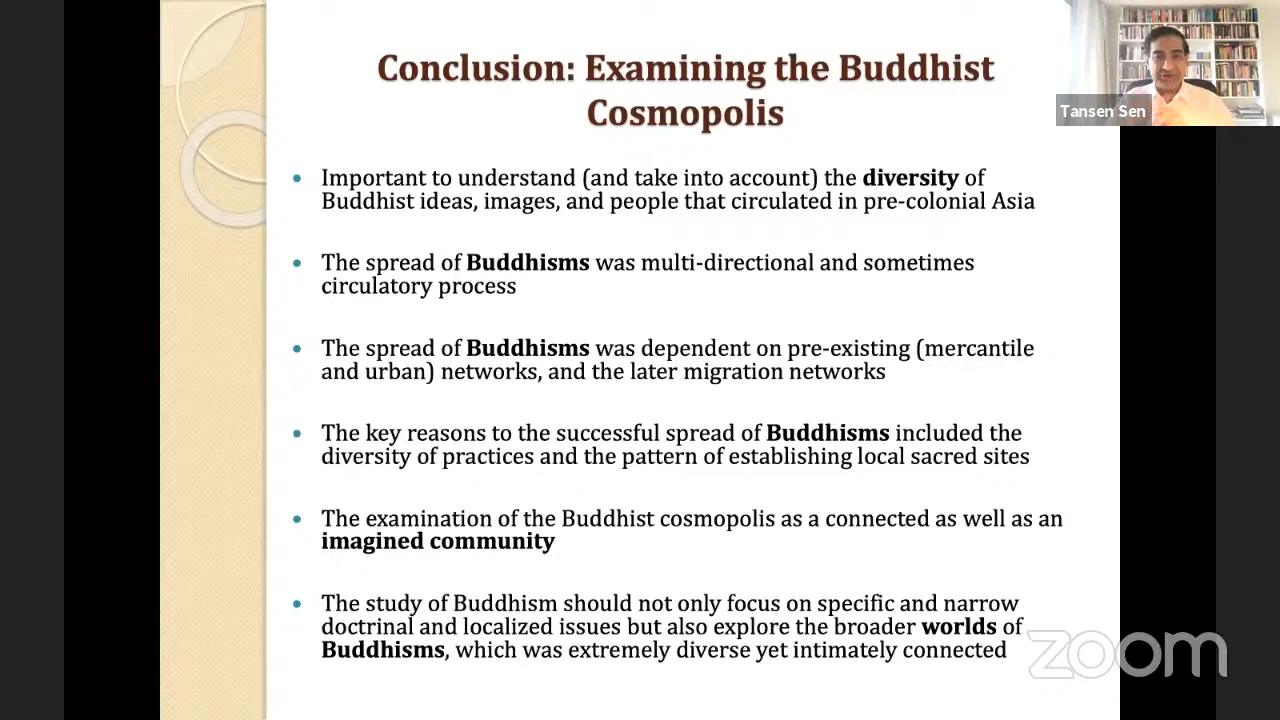 Conclusion: Examining the Buddhist
Cosmopolis
Tansen Sen
• Important to understand (and take into account) the diversity of
Buddhist ideas, images, and people that circulated in pre-colonial Asia
• The spread of Buddhisms was multi-directional and sometimes
circulatory process
• The spread of Buddhisms was dependent on pre-existing (mercantile
and urban) networks, and the later migration networks
• The key reasons to the successful spread of Buddhisms included the
diversity of practices and the pattern of establishing local sacred sites
• The examination of the Buddhist cosmopolis as a connected as well as an
imagined community
• The study of Buddhism should not only focus on specific and narrow
doctrinal and localized issues but also explore the broader worlds of
Buddhisms, which was extremely diverse yet intimately connected
zoom